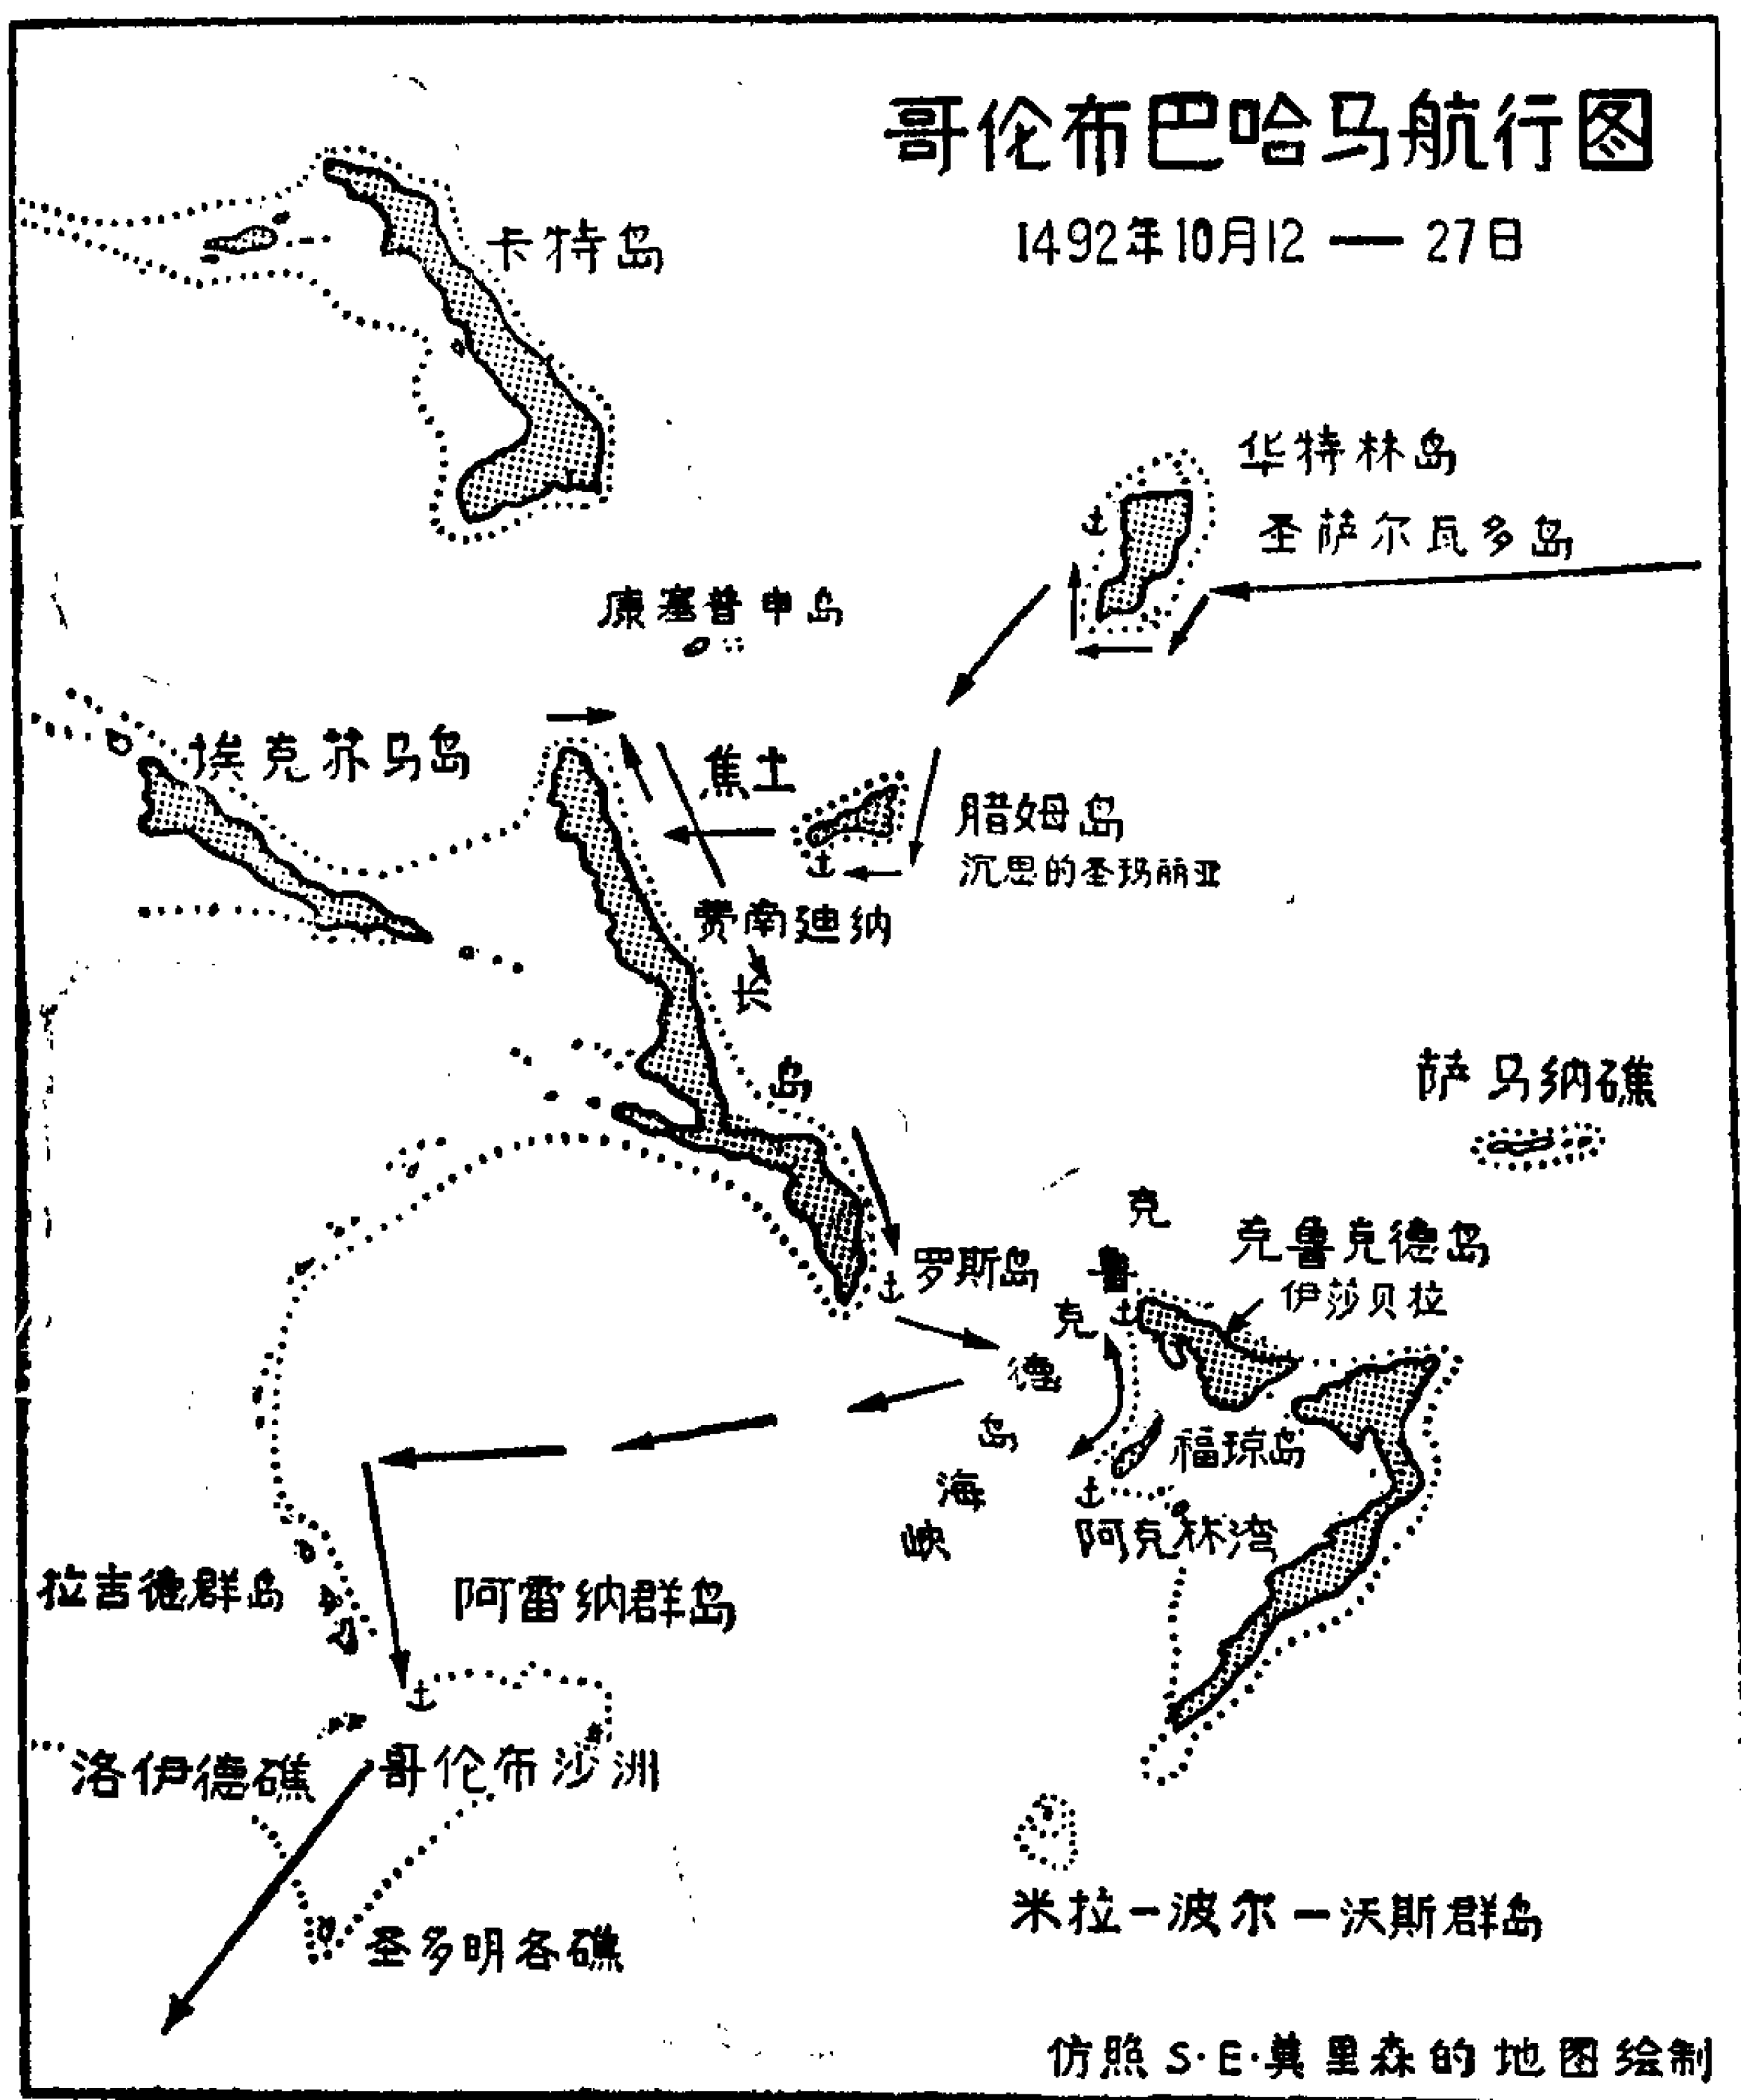 哥伦布巴哈马航行图
1492年10月12 — 27日
卡特岛
华特林岛
圣萨尔瓦多岛
康塞普申岛
埃克苏马岛
焦土
腊姆岛
沉思的圣玛丽亚
费南迪纳
长岛
萨马纳礁
克鲁克德岛
伊莎贝拉
罗斯岛
克鲁克德岛海峡
福琼岛
阿克林湾
拉吉德群岛
阿雷纳群岛
洛伊德礁
哥伦布沙洲
圣多明各礁
米拉－波尔－沃斯群岛
仿照 S·E·莫里森的地图绘制